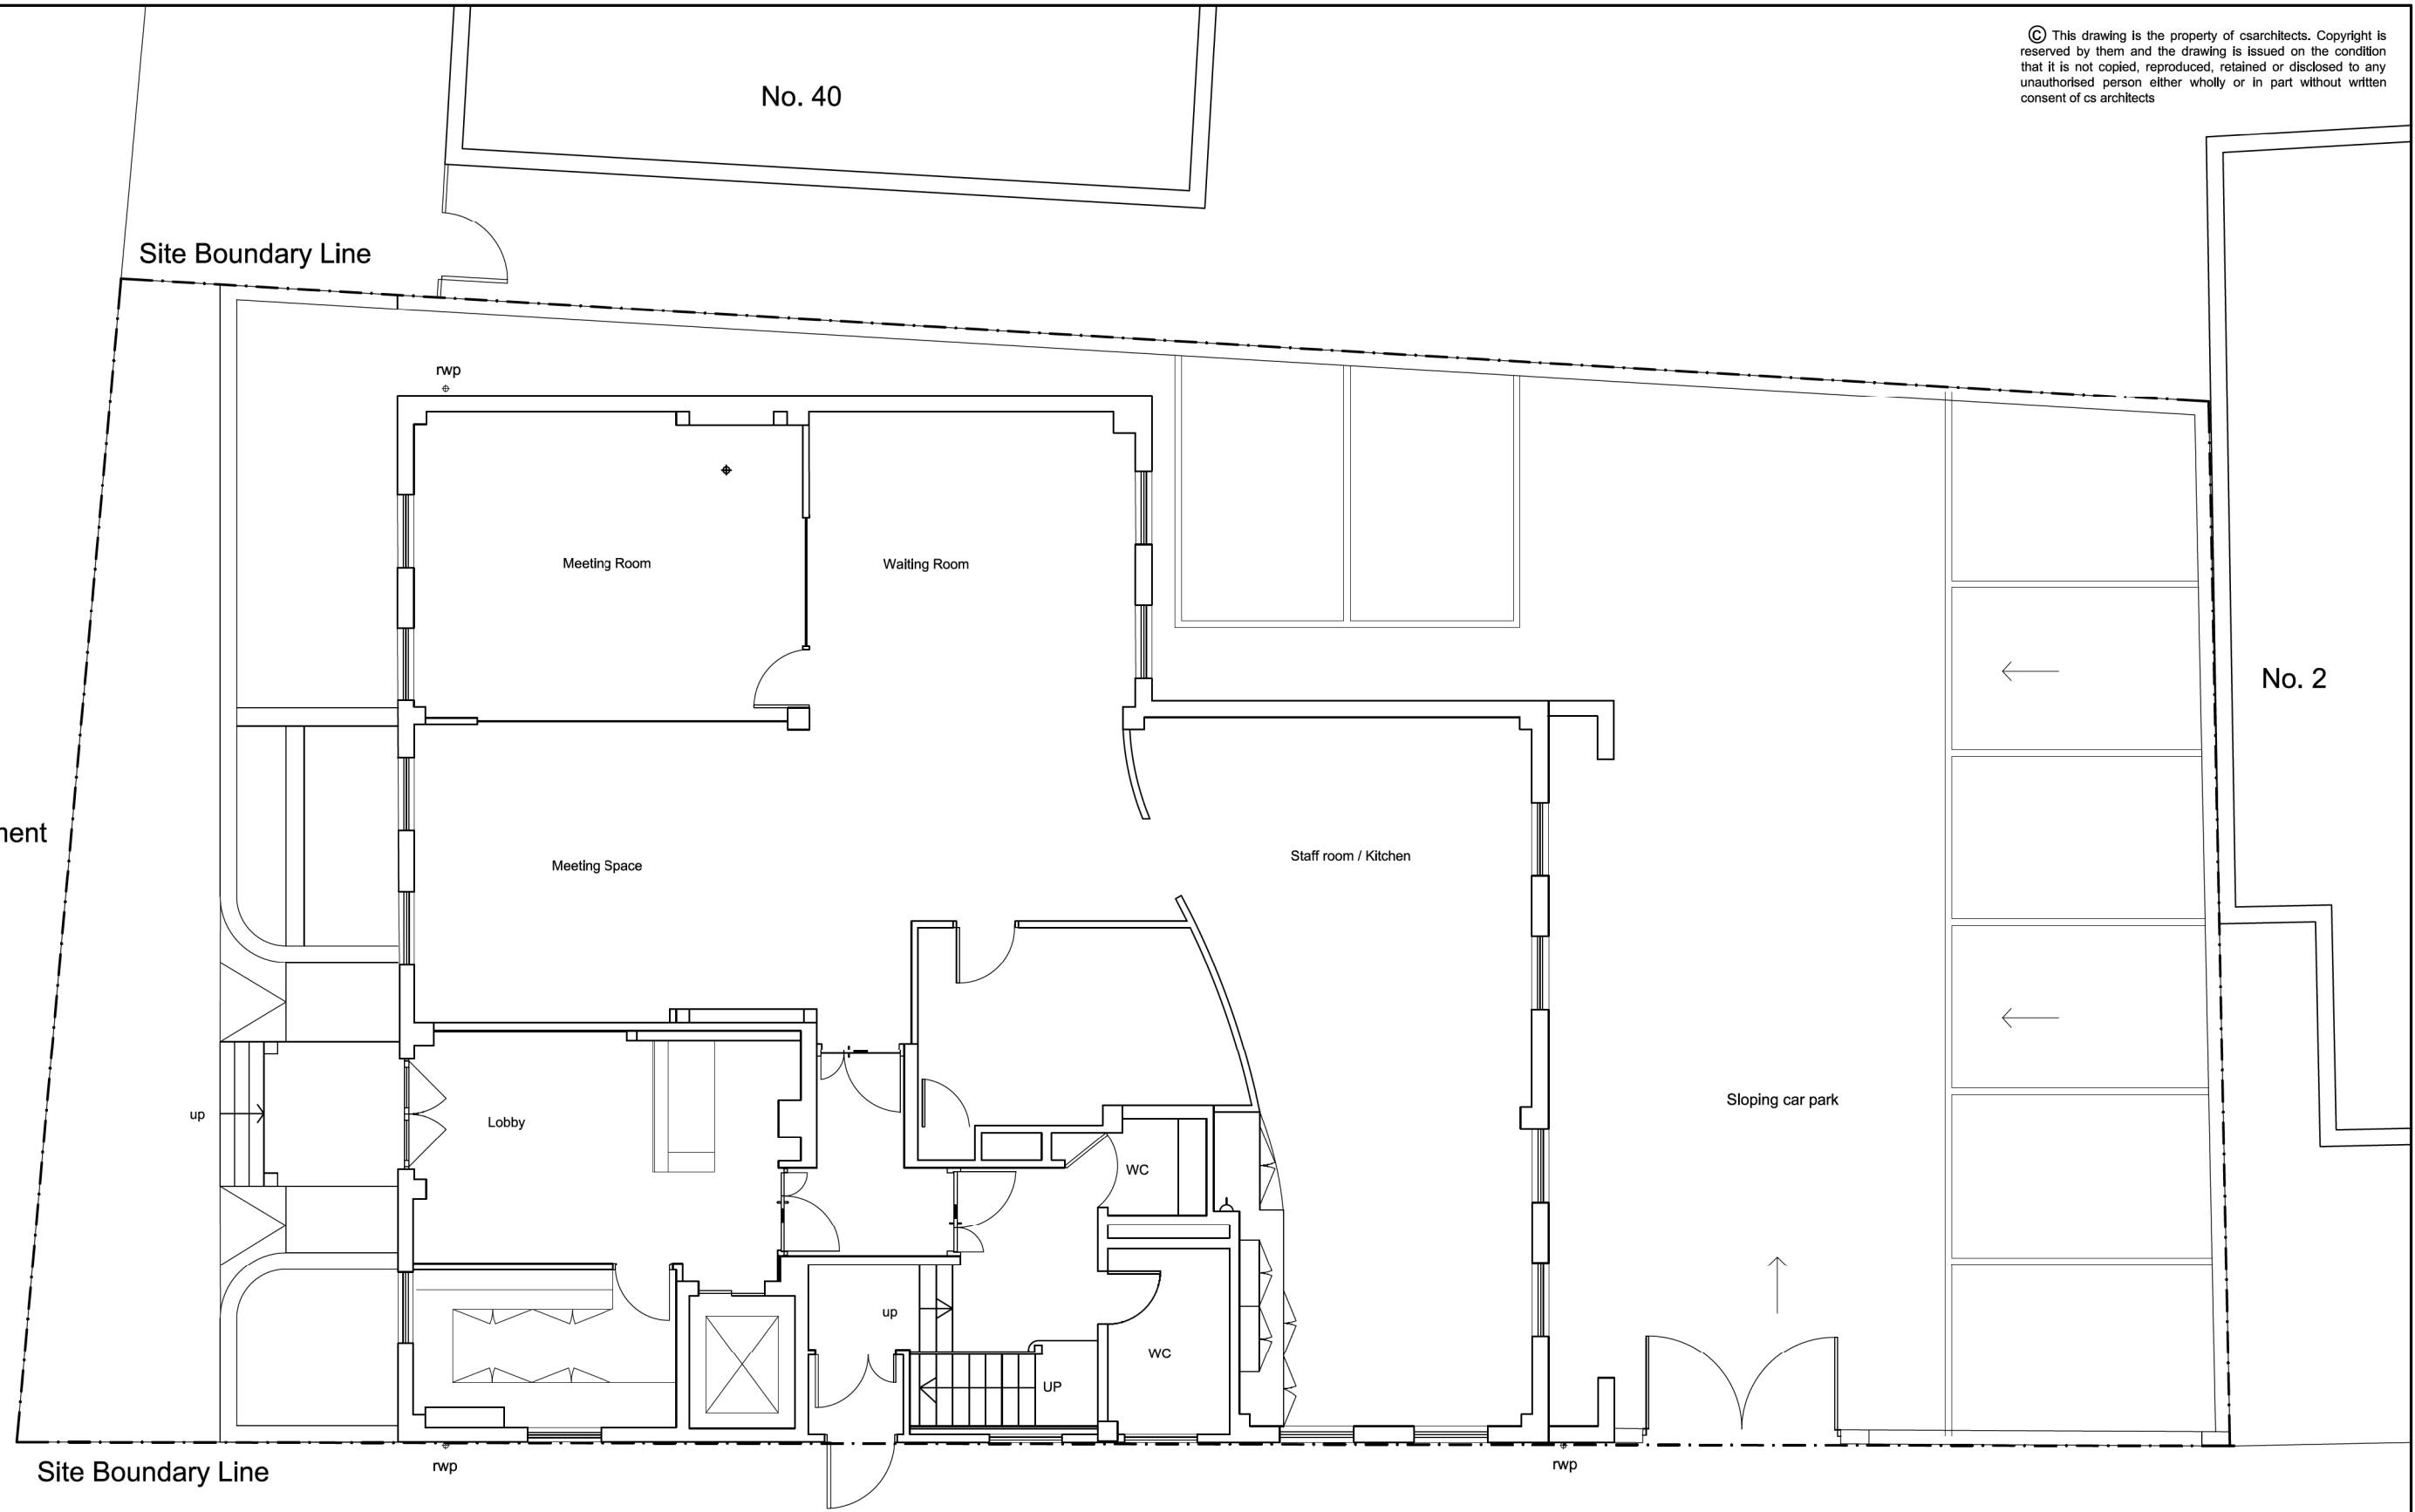 © This drawing is the property of csarchitects. Copyright is
reserved by them and the drawing is issued on the condition
that it is not copied, reproduced, retained or disclosed to any
unauthorised person either wholly or in part without written
consent of cs architects
No. 40
Site Boundary Line
rwp
Meeting Room
Waiting Room
No. 2
Meeting Space
Staff room / Kitchen
Sloping car park
up
Lobby
WC
up
WC
UP
rwp
rwp
Site Boundary Line